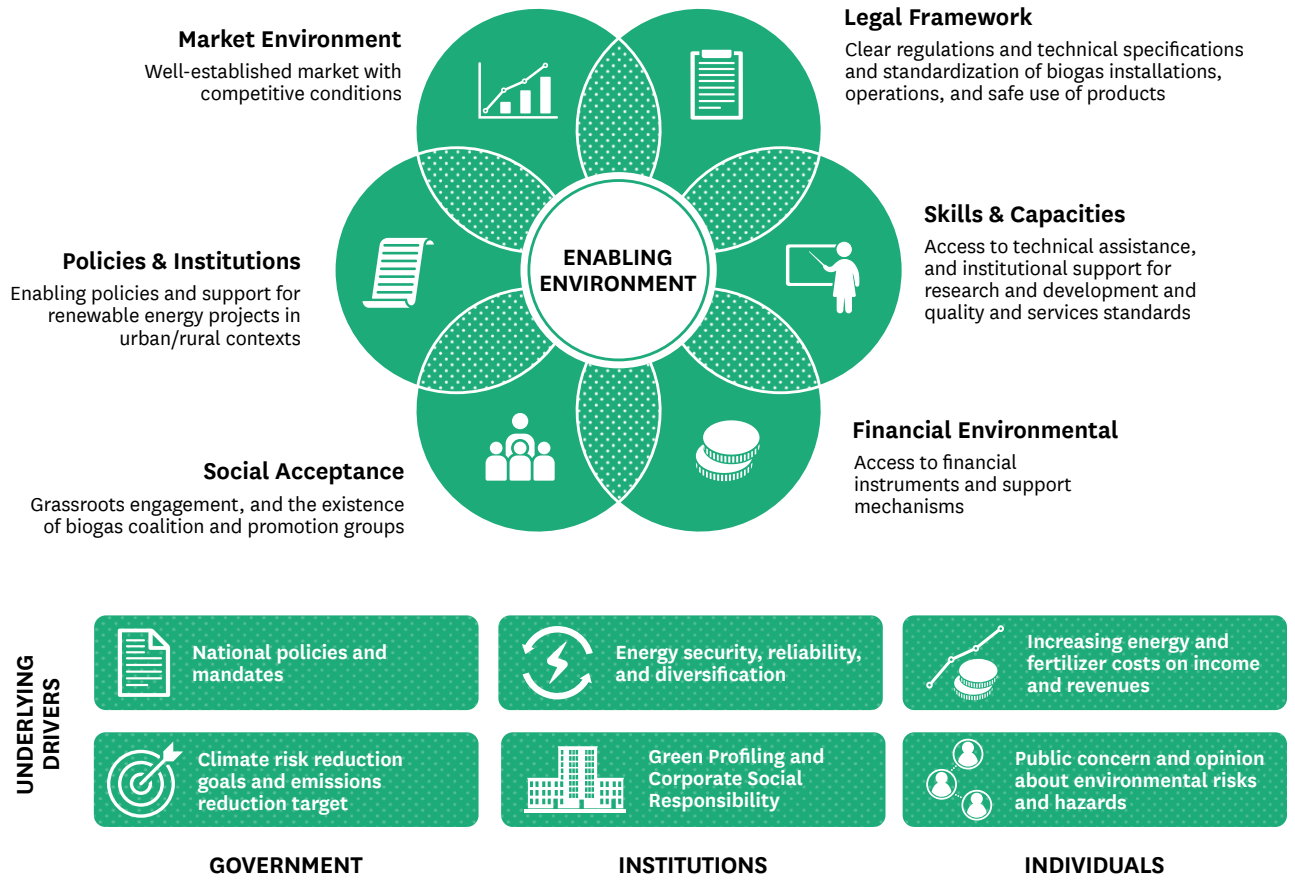 Market Environment
Well-established market with
competitive conditions
Legal Framework
Clear regulations and technical specifications
and standardization of biogas installations,
operations, and safe use of products
Policies & Institutions
Enabling policies and support for
renewable energy projects in
urban/rural contexts
ENABLING
ENVIRONMENT
Skills & Capacities
Access to technical assistance,
and institutional support for
research and development and
quality and services standards
Social Acceptance
Grassroots engagement, and the existence
of biogas coalition and promotion groups
Financial Environmental
Access to financial
instruments and support
mechanisms
UNDERLYING
DRIVERS
National policies and
mandates
Energy security, reliability,
and diversification
Increasing energy and
fertilizer costs on income
and revenues
Climate risk reduction
goals and emissions
reduction target
Green Profiling and
Corporate Social
Responsibility
Public concern and opinion
about environmental risks
and hazards
GOVERNMENT
INSTITUTIONS
INDIVIDUALS